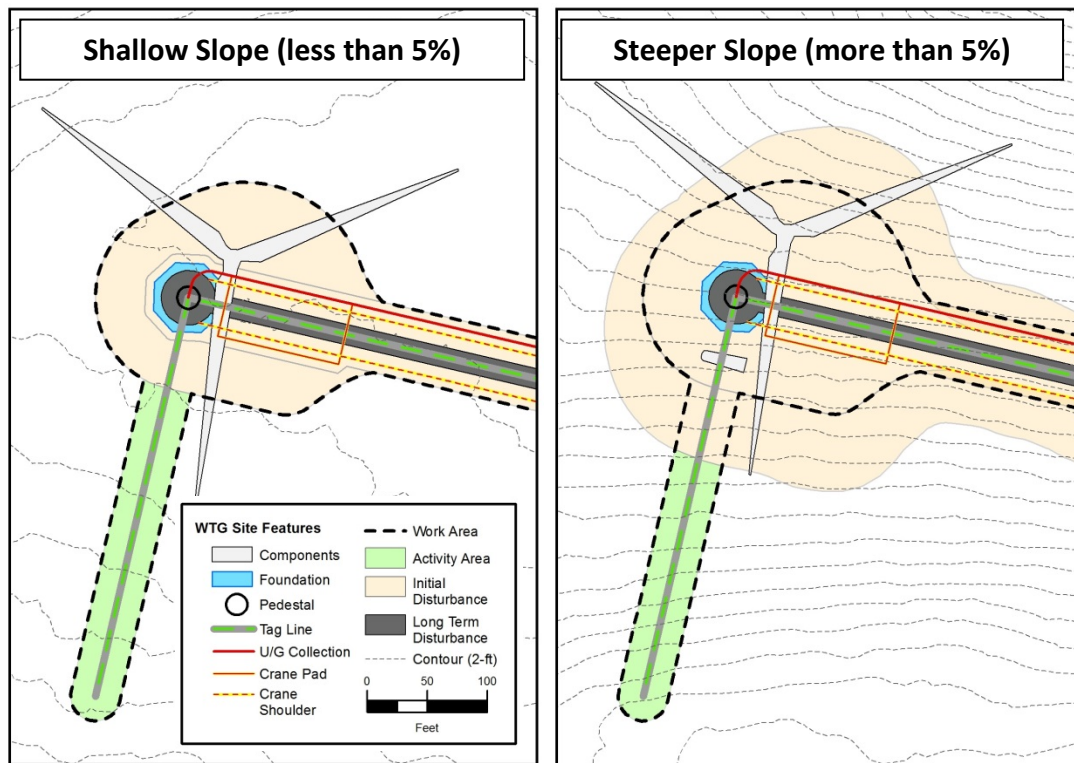 Shallow Slope (less than 5%)
Steeper Slope (more than 5%)
WTG Site Features
Components
Foundation
Pedestal
Tag Line
U/G Collection
Crane Pad
Crane
Shoulder
Work Area
Activity Area
Initial
Disturbance
Long Term
Disturbance
Contour (2-ft)
0 50 100
Feet